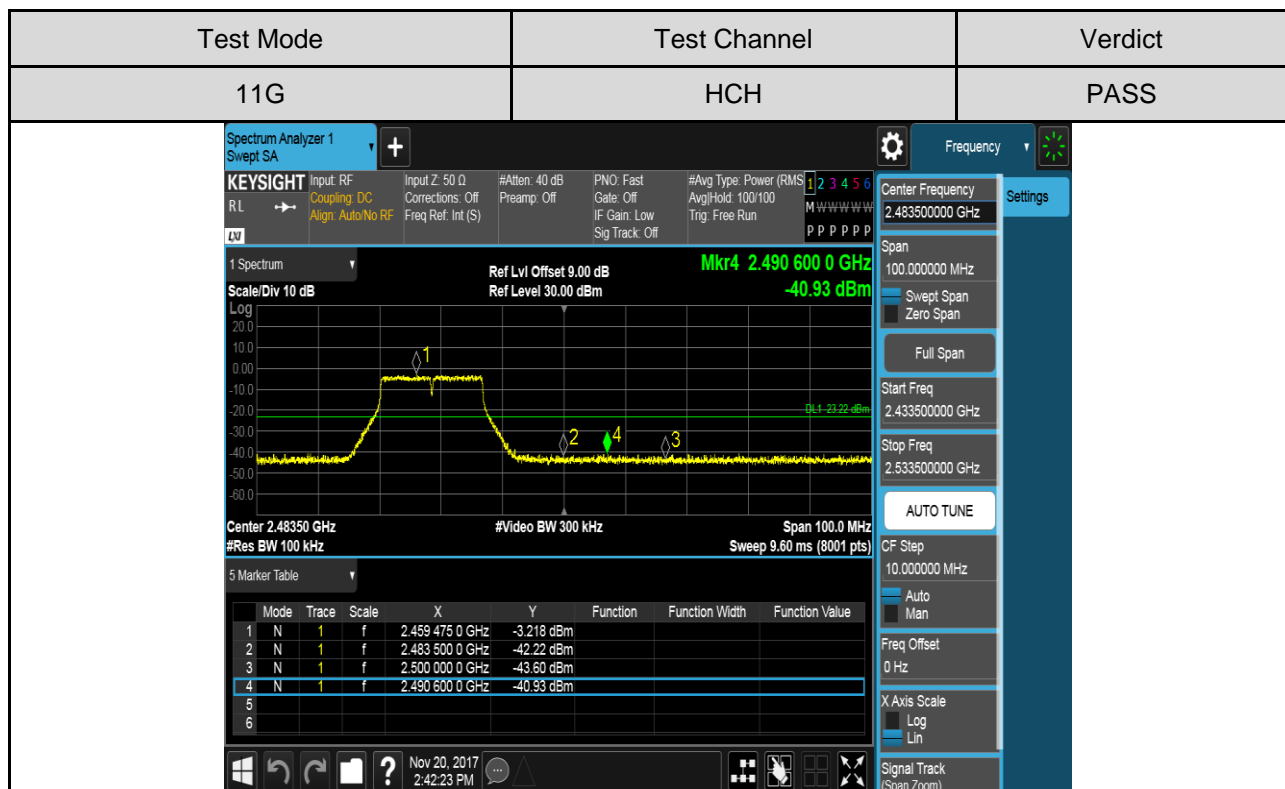 Test Mode Test Channel Verdict
11G HCH PASS
Spectrum Analyzer 1
Swept SA
+
Frequency
KEYSIGHT
RL
LXI
Input: RF
Coupling: DC
Align: Auto/No RF
Input Z: 50 Ω
Corrections: Off
Freq Ref: Int (S)
#Atten: 40 dB
Preamp: Off
PNO: Fast
Gate: Off
IF Gain: Low
Sig Track: Off
#Avg Type: Power (RMS
Avg|Hold: 100/100
Trig: Free Run
1 2 3 4 5 6
M W W W W W
P P P P P P
1 Spectrum
Scale/Div 10 dB
Ref Lvl Offset 9.00 dB
Ref Level 30.00 dBm
Mkr4 2.490 600 0 GHz
-40.93 dBm
Log
20.0
10.0
0.00
-10.0
-20.0
-30.0
-40.0
-50.0
-60.0
1
2
4
3
DL1 -23.22 dBm
Center 2.48350 GHz #Video BW 300 kHz Span 100.0 MHz
#Res BW 100 kHz Sweep 9.60 ms (8001 pts)
5 Marker Table
Mode Trace Scale X Y Function Function Width Function Value
1 N 1 f 2.459 475 0 GHz -3.218 dBm
2 N 1 f 2.483 500 0 GHz -42.22 dBm
3 N 1 f 2.500 000 0 GHz -43.60 dBm
4 N 1 f 2.490 600 0 GHz -40.93 dBm
5
6
?
Nov 20, 2017
2:42:23 PM
Center Frequency
2.483500000 GHz
Settings
Span
100.000000 MHz
Swept Span
Zero Span
Full Span
Start Freq
2.433500000 GHz
Stop Freq
2.533500000 GHz
AUTO TUNE
CF Step
10.000000 MHz
Auto
Man
Freq Offset
0 Hz
X Axis Scale
Log
Lin
Signal Track
(Span Zoom)